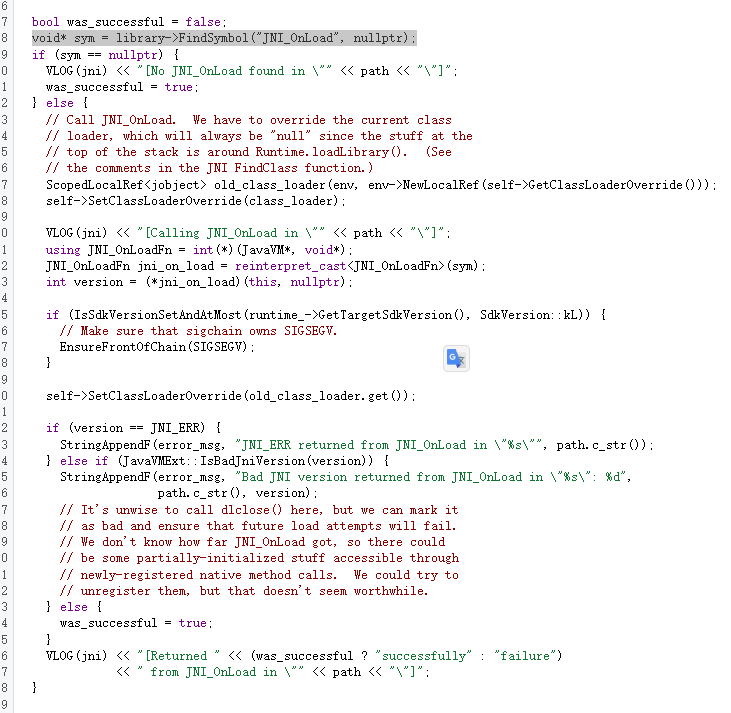 6
7 bool was_successful = false;
8 void* sym = library->FindSymbol("JNI_OnLoad", nullptr);
9 if (sym == nullptr) {
0 VLOG(jni) << "[No JNI_OnLoad found in \"" << path << "\"]";
1 was_successful = true;
2 } else {
3 // Call JNI_OnLoad.  We have to override the current class
4 // loader, which will always be "null" since the stuff at the
5 // top of the stack is around Runtime.loadLibrary().  (See
6 // the comments in the JNI FindClass function.)
7 ScopedLocalRef<jobject> old_class_loader(env, env->NewLocalRef(self->GetClassLoaderOverride()));
8 self->SetClassLoaderOverride(class_loader);
9
0 VLOG(jni) << "[Calling JNI_OnLoad in \"" << path << "\"]";
1 using JNI_OnLoadFn = int(*)(JavaVM*, void*);
2 JNI_OnLoadFn jni_on_load = reinterpret_cast<JNI_OnLoadFn>(sym);
3 int version = (*jni_on_load)(this, nullptr);
4
5 if (IsSdkVersionSetAndAtMost(runtime_->GetTargetSdkVersion(), SdkVersion::kL)) {
6 // Make sure that sigchain owns SIGSEGV.
7 EnsureFrontOfChain(SIGSEGV);
8 }
9
0 self->SetClassLoaderOverride(old_class_loader.get());
1
2 if (version == JNI_ERR) {
3 StringAppendF(error_msg, "JNI_ERR returned from JNI_OnLoad in \"%s\"", path.c_str());
4 } else if (JavaVMExt::IsBadJniVersion(version)) {
5 StringAppendF(error_msg, "Bad JNI version returned from JNI_OnLoad in \"%s\": %d",
6 path.c_str(), version);
7 // It's unwise to call dlclose() here, but we can mark it
8 // as bad and ensure that future load attempts will fail.
9 // We don't know how far JNI_OnLoad got, so there could
0 // be some partially-initialized stuff accessible through
1 // newly-registered native method calls.  We could try to
2 // unregister them, but that doesn't seem worthwhile.
3 } else {
4 was_successful = true;
5 }
6 VLOG(jni) << "[Returned " << (was_successful ? "successfully" : "failure")
7 << " from JNI_OnLoad in \"" << path << "\"]";
8 }
9